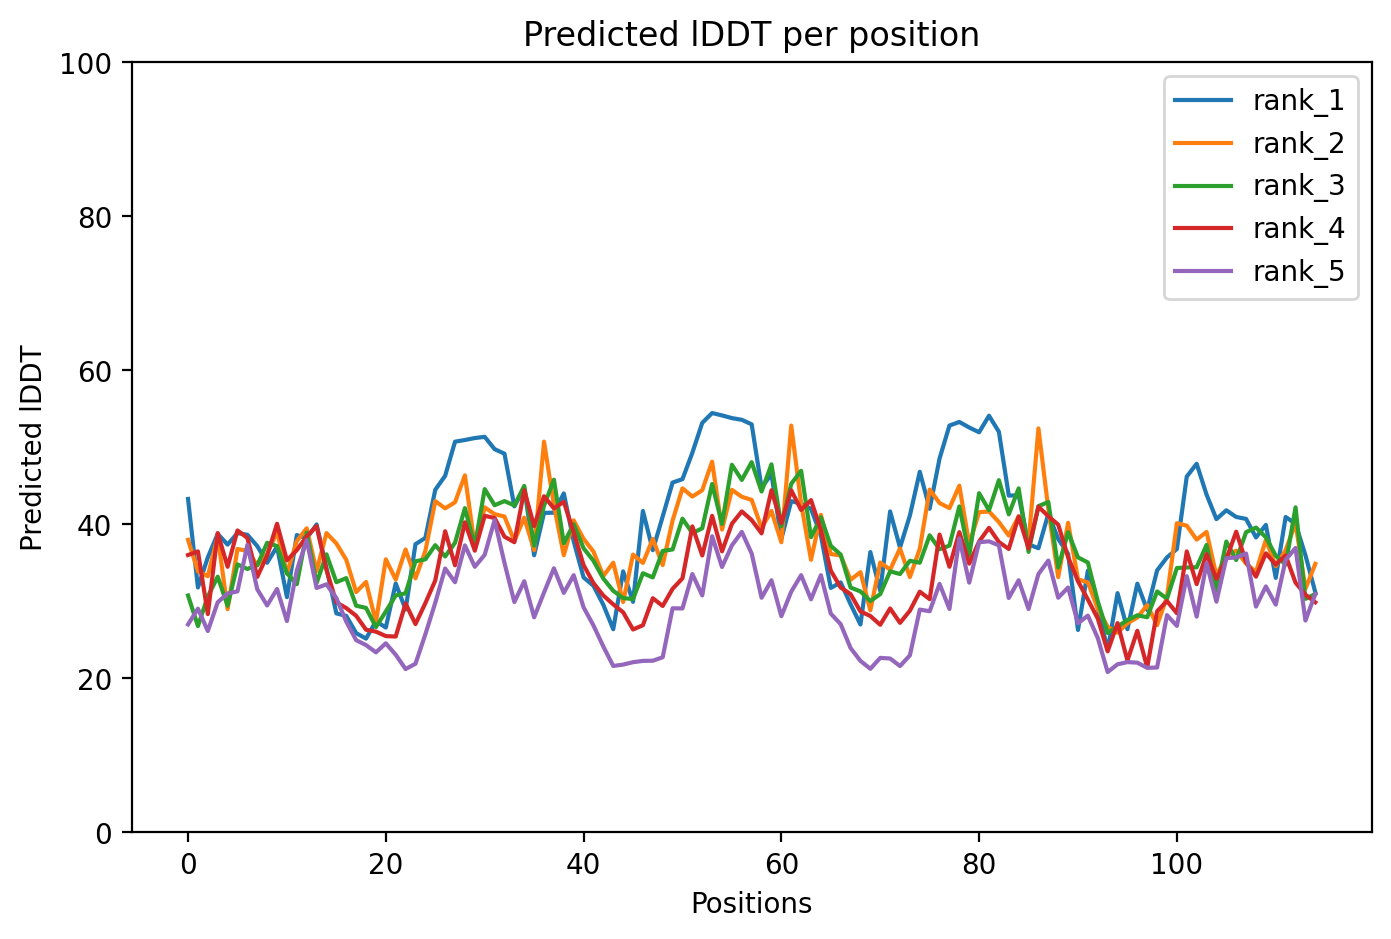 Predicted lDDT per position
100
80
60
40
20
0
Predicted lDDT
0 20 40 60 80 100
Positions
rank_1
rank_2
rank_3
rank_4
rank_5